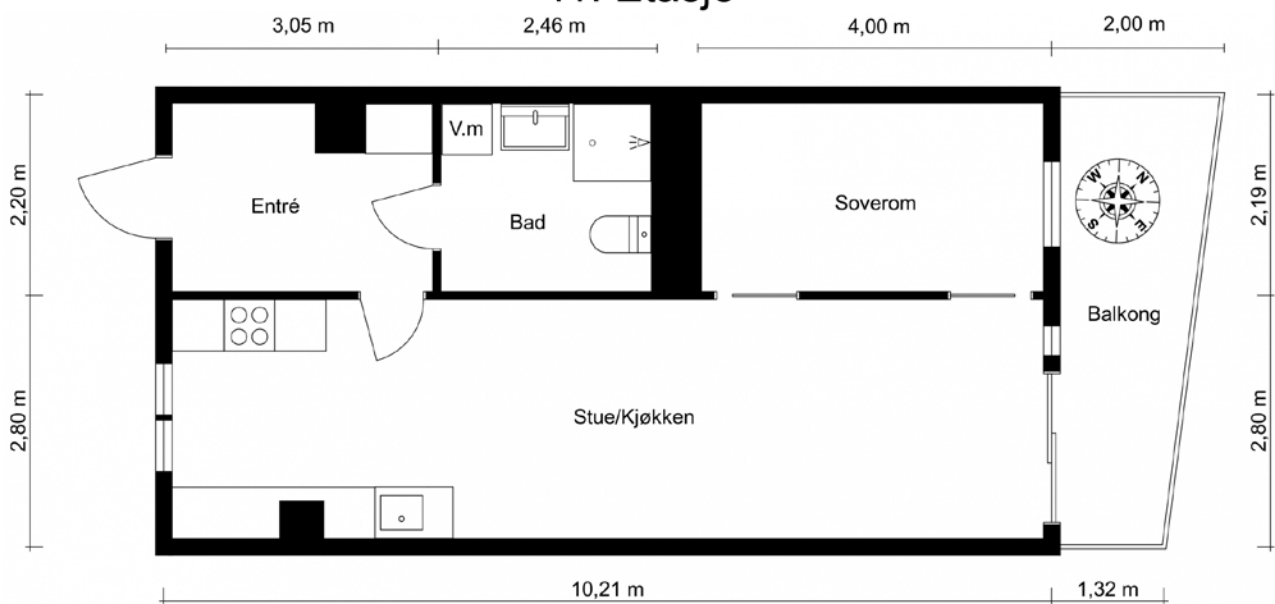 3,05 m
2,46 m
4,00 m
2,00 m
V.m
Entré
Bad
Soverom
W
N
S
E
2,20 m
2,19 m
Balkong
Stue/Kjøkken
2,80 m
2,80 m
10,21 m
1,32 m